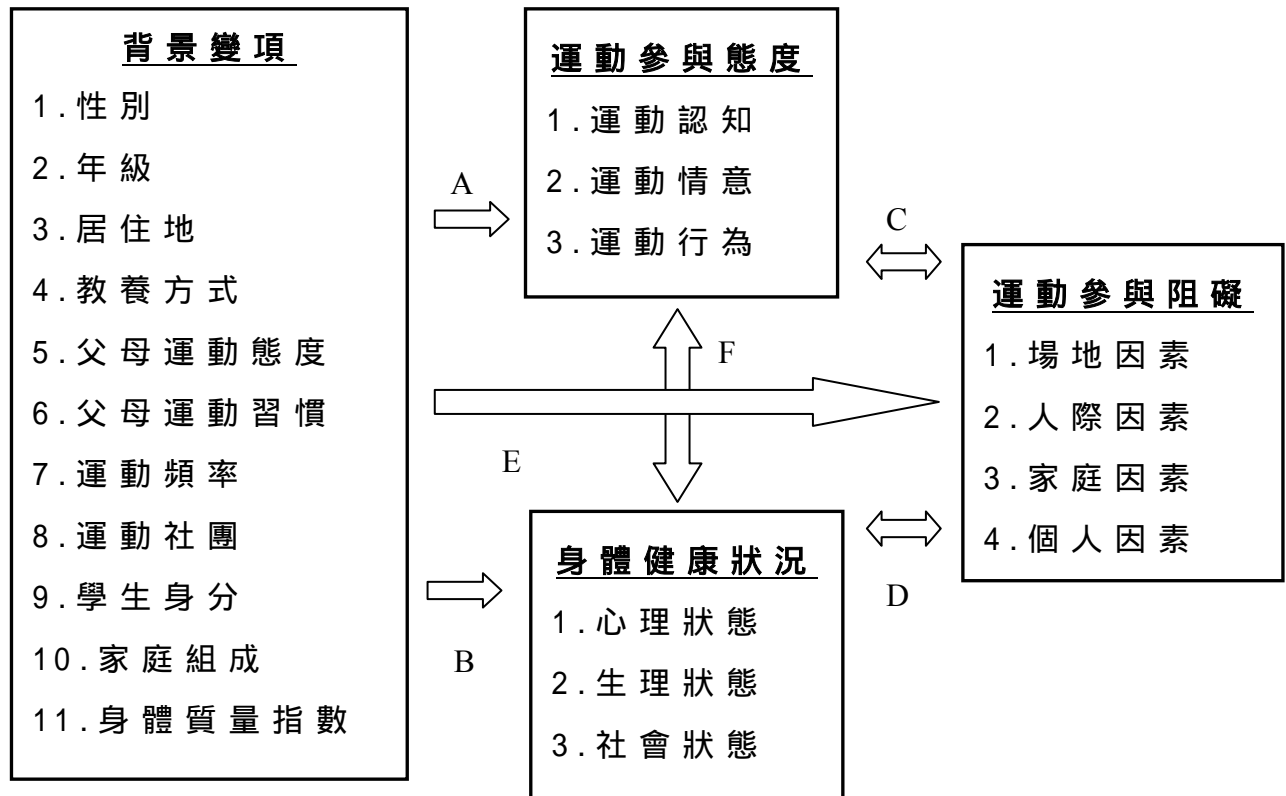 背景變項
1.性別
2.年級
3.居住地
4.教養方式
5.父母運動態度
6.父母運動習慣
7.運動頻率
8.運動社團
9.學生身分
10.家庭組成
11.身體質量指數
A
B
E
運動參與態度
1.運動認知
2.運動情意
3.運動行為
F
身體健康狀況
1.心理狀態
2.生理狀態
3.社會狀態
C
D
運動參與阻礙
1.場地因素
2.人際因素
3.家庭因素
4.個人因素